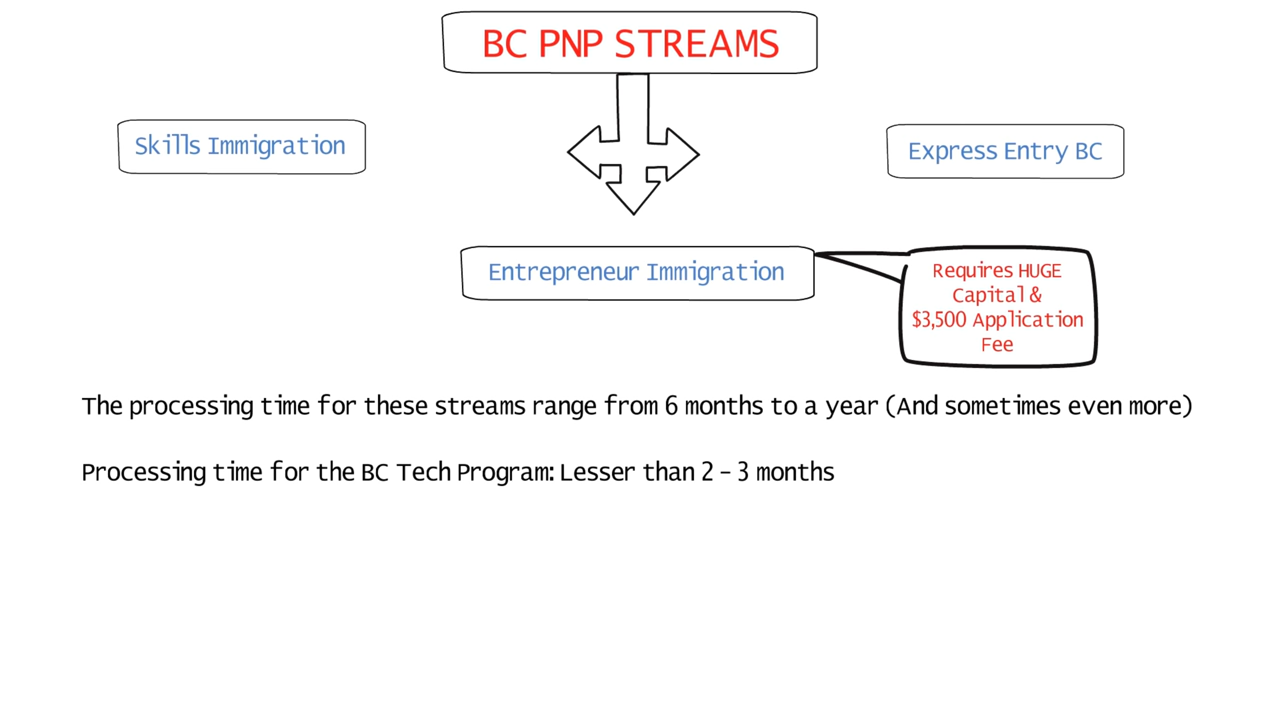 BC PNP STREAMS
Skills Immigration
Express Entry BC
Entrepreneur Immigration
Requires HUGE
Capital &
$3,500 Application
Fee
The processing time for these streams range from 6 months to a year (And sometimes even more)
Processing time for the BC Tech Program: Lesser than 2 – 3 months